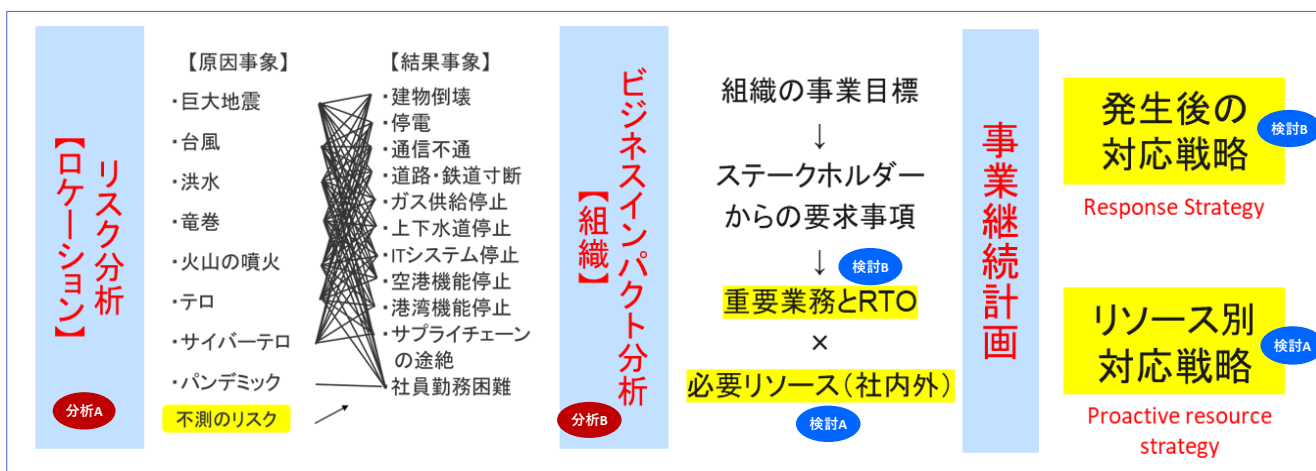 リスク分析
【ロケーション】
分析A
【原因事象】
・巨大地震
・台風
・洪水
・竜巻
・火山の噴火
・テロ
・サイバーテロ
・パンデミック
不測のリスク
【結果事象】
・建物倒壊
・停電
・通信不通
・道路・鉄道寸断
・ガス供給停止
・上下水道停止
・ITシステム停止
・空港機能停止
・港湾機能停止
・サプライチェーン
の途絶
・社員勤務困難
ビジネスインパクト分析
【組織】
分析B
組織の事業目標
↓
ステークホルダー
からの要求事項
↓
検討B
重要業務とRTO
×
必要リソース（社内外）
検討A
事業継続計画
発生後の
対応戦略
検討B
Response Strategy
リソース別
対応戦略
検討A
Proactive resource
strategy